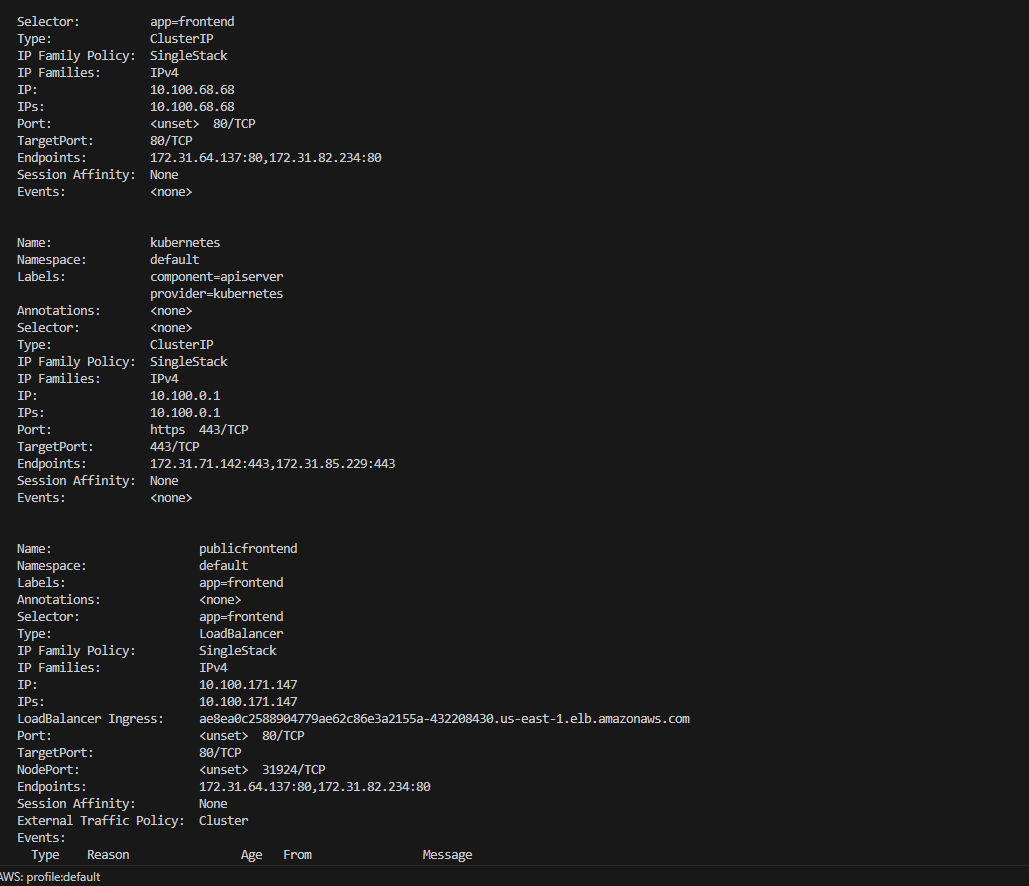 Selector:          app=frontend
Type:              ClusterIP
IP Family Policy:  SingleStack
IP Families:       IPv4
IP:                10.100.68.68
IPs:               10.100.68.68
Port:              <unset>  80/TCP
TargetPort:        80/TCP
Endpoints:         172.31.64.137:80,172.31.82.234:80
Session Affinity:  None
Events:            <none>
Name:              kubernetes
Namespace:         default
Labels:            component=apiserver
                   provider=kubernetes
Annotations:       <none>
Selector:          <none>
Type:              ClusterIP
IP Family Policy:  SingleStack
IP Families:       IPv4
IP:                10.100.0.1
IPs:               10.100.0.1
Port:              https  443/TCP
TargetPort:        443/TCP
Endpoints:         172.31.71.142:443,172.31.85.229:443
Session Affinity:  None
Events:            <none>
Name:                     publicfrontend
Namespace:                default
Labels:                   app=frontend
Annotations:              <none>
Selector:                 app=frontend
Type:                     LoadBalancer
IP Family Policy:         SingleStack
IP Families:              IPv4
IP:                       10.100.171.147
IPs:                      10.100.171.147
LoadBalancer Ingress:     ae8ea0c2588904779ae62c86e3a2155a-432208430.us-east-1.elb.amazonaws.com
Port:                     <unset>  80/TCP
TargetPort:               80/TCP
NodePort:                 <unset>  31924/TCP
Endpoints:                172.31.64.137:80,172.31.82.234:80
Session Affinity:         None
External Traffic Policy:  Cluster
Events:
  Type    Reason                Age   From                Message
AWS: profile:default